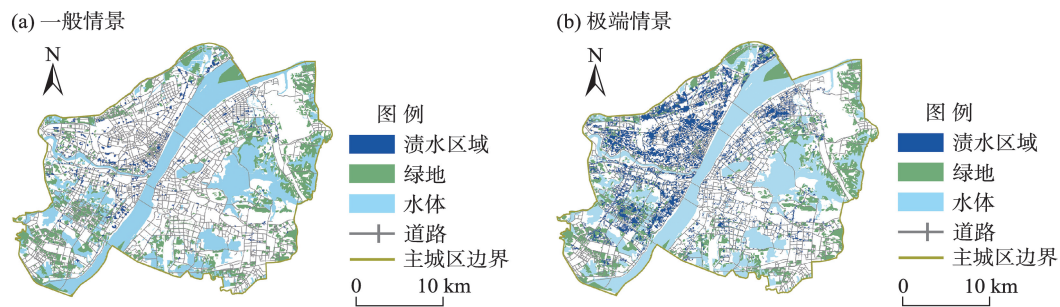 (a) 一般情景
N
图 例
渍水区域
绿地
水体
道路
主城区边界
0 10 km
(b) 极端情景
N
图 例
渍水区域
绿地
水体
道路
主城区边界
0 10 km